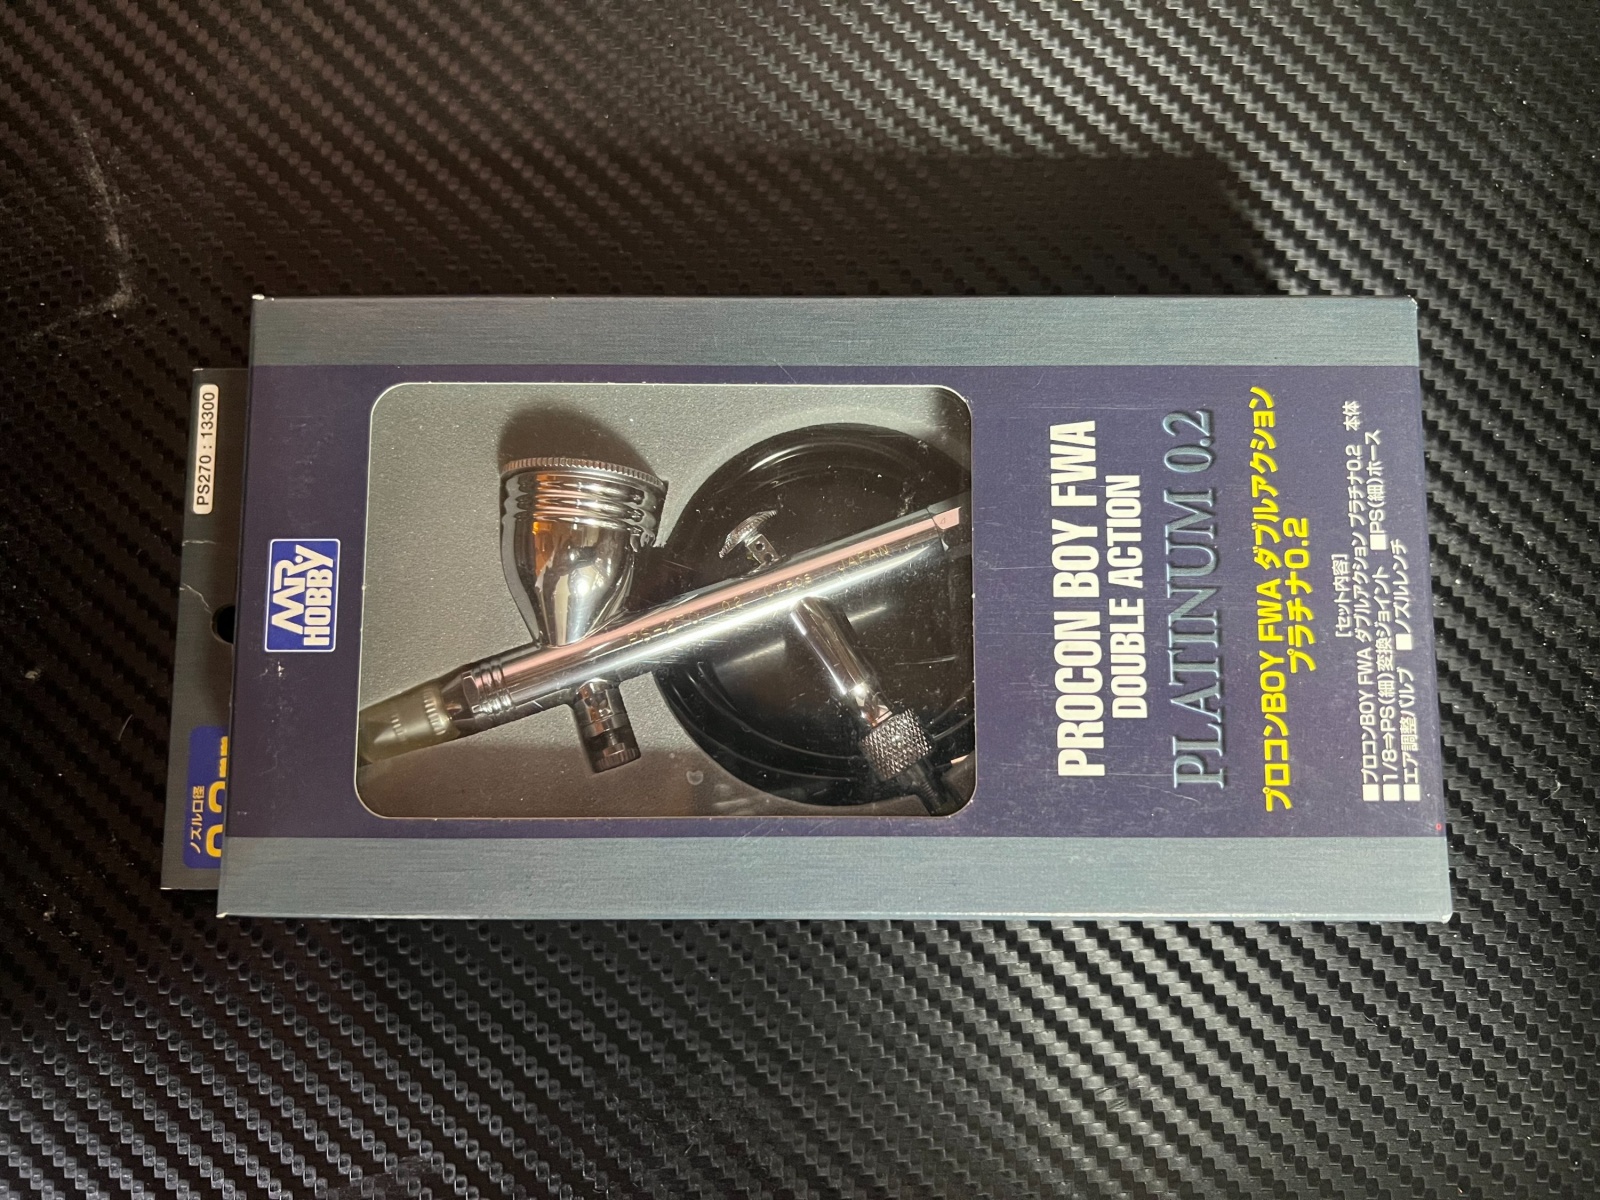 PS270 : 13300
ノズル口径
MR.
HOBBY
PROCON BOY FWA
DOUBLE ACTION
PLATINUM 0.2
プロコンBOY FWA ダブルアクション
プラチナ0.2
[セット内容]
■プロコンBOY FWA ダブルアクション プラチナ0.2 本体
■1/8⇒PS(細)変換ジョイント ■PS(細)ホース
■エア調整バルブ ■ノズルレンチ
JAPAN